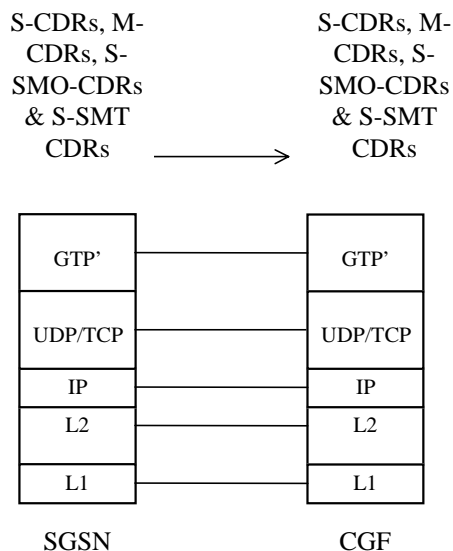 S-CDRs, M-
CDRs, S-
SMO-CDRs
& S-SMT
CDRs
S-CDRs, M-
CDRs, S-
SMO-CDRs
& S-SMT
CDRs
GTP’
GTP’
UDP/TCP
UDP/TCP
IP
IP
L2
L2
L1
L1
SGSN
CGF